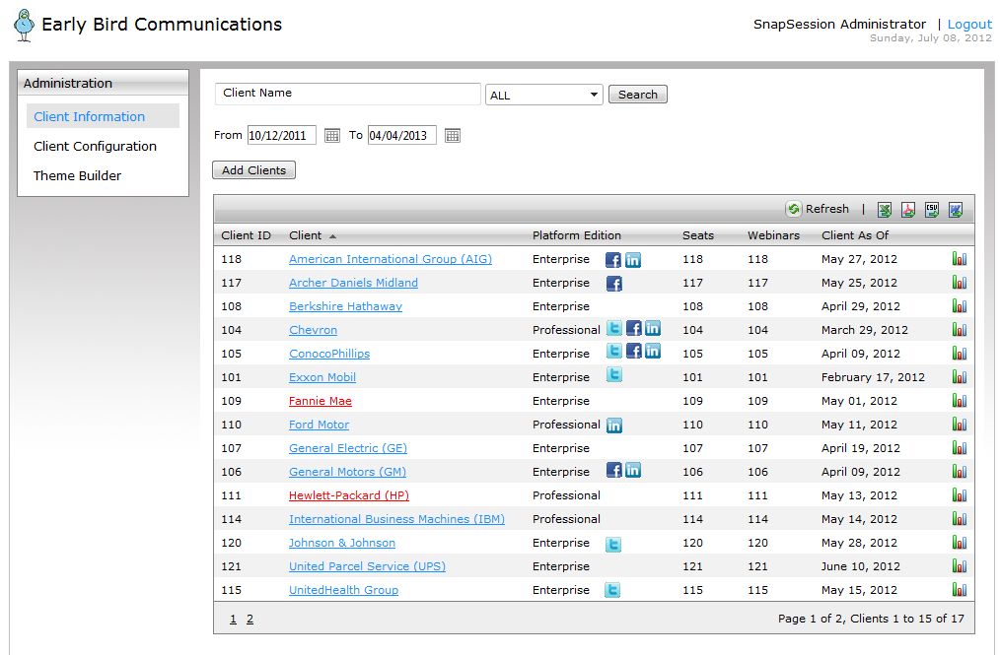 Early Bird Communications
SnapSession Administrator | Logout
Sunday, July 08, 2012
Administration
Client Information
Client Configuration
Theme Builder
Client Name ALL Search
From 10/12/2011 To 04/04/2013
Add Clients
Refresh |
Client ID Client Platform Edition Seats Webinars Client As Of
118 American International Group (AIG) Enterprise 118 118 May 27, 2012
117 Archer Daniels Midland Enterprise 117 117 May 25, 2012
108 Berkshire Hathaway Enterprise 108 108 April 29, 2012
104 Chevron Professional 104 104 March 29, 2012
105 ConocoPhillips Enterprise 105 105 April 09, 2012
101 Exxon Mobil Enterprise 101 101 February 17, 2012
109 Fannie Mae Enterprise 109 109 May 01, 2012
110 Ford Motor Professional 110 110 May 11, 2012
107 General Electric (GE) Enterprise 107 107 April 19, 2012
106 General Motors (GM) Enterprise 106 106 April 09, 2012
111 Hewlett-Packard (HP) Professional 111 111 May 13, 2012
114 International Business Machines (IBM) Professional 114 114 May 14, 2012
120 Johnson & Johnson Enterprise 120 120 May 28, 2012
121 United Parcel Service (UPS) Enterprise 121 121 June 10, 2012
115 UnitedHealth Group Enterprise 115 115 May 15, 2012
1 2 Page 1 of 2, Clients 1 to 15 of 17